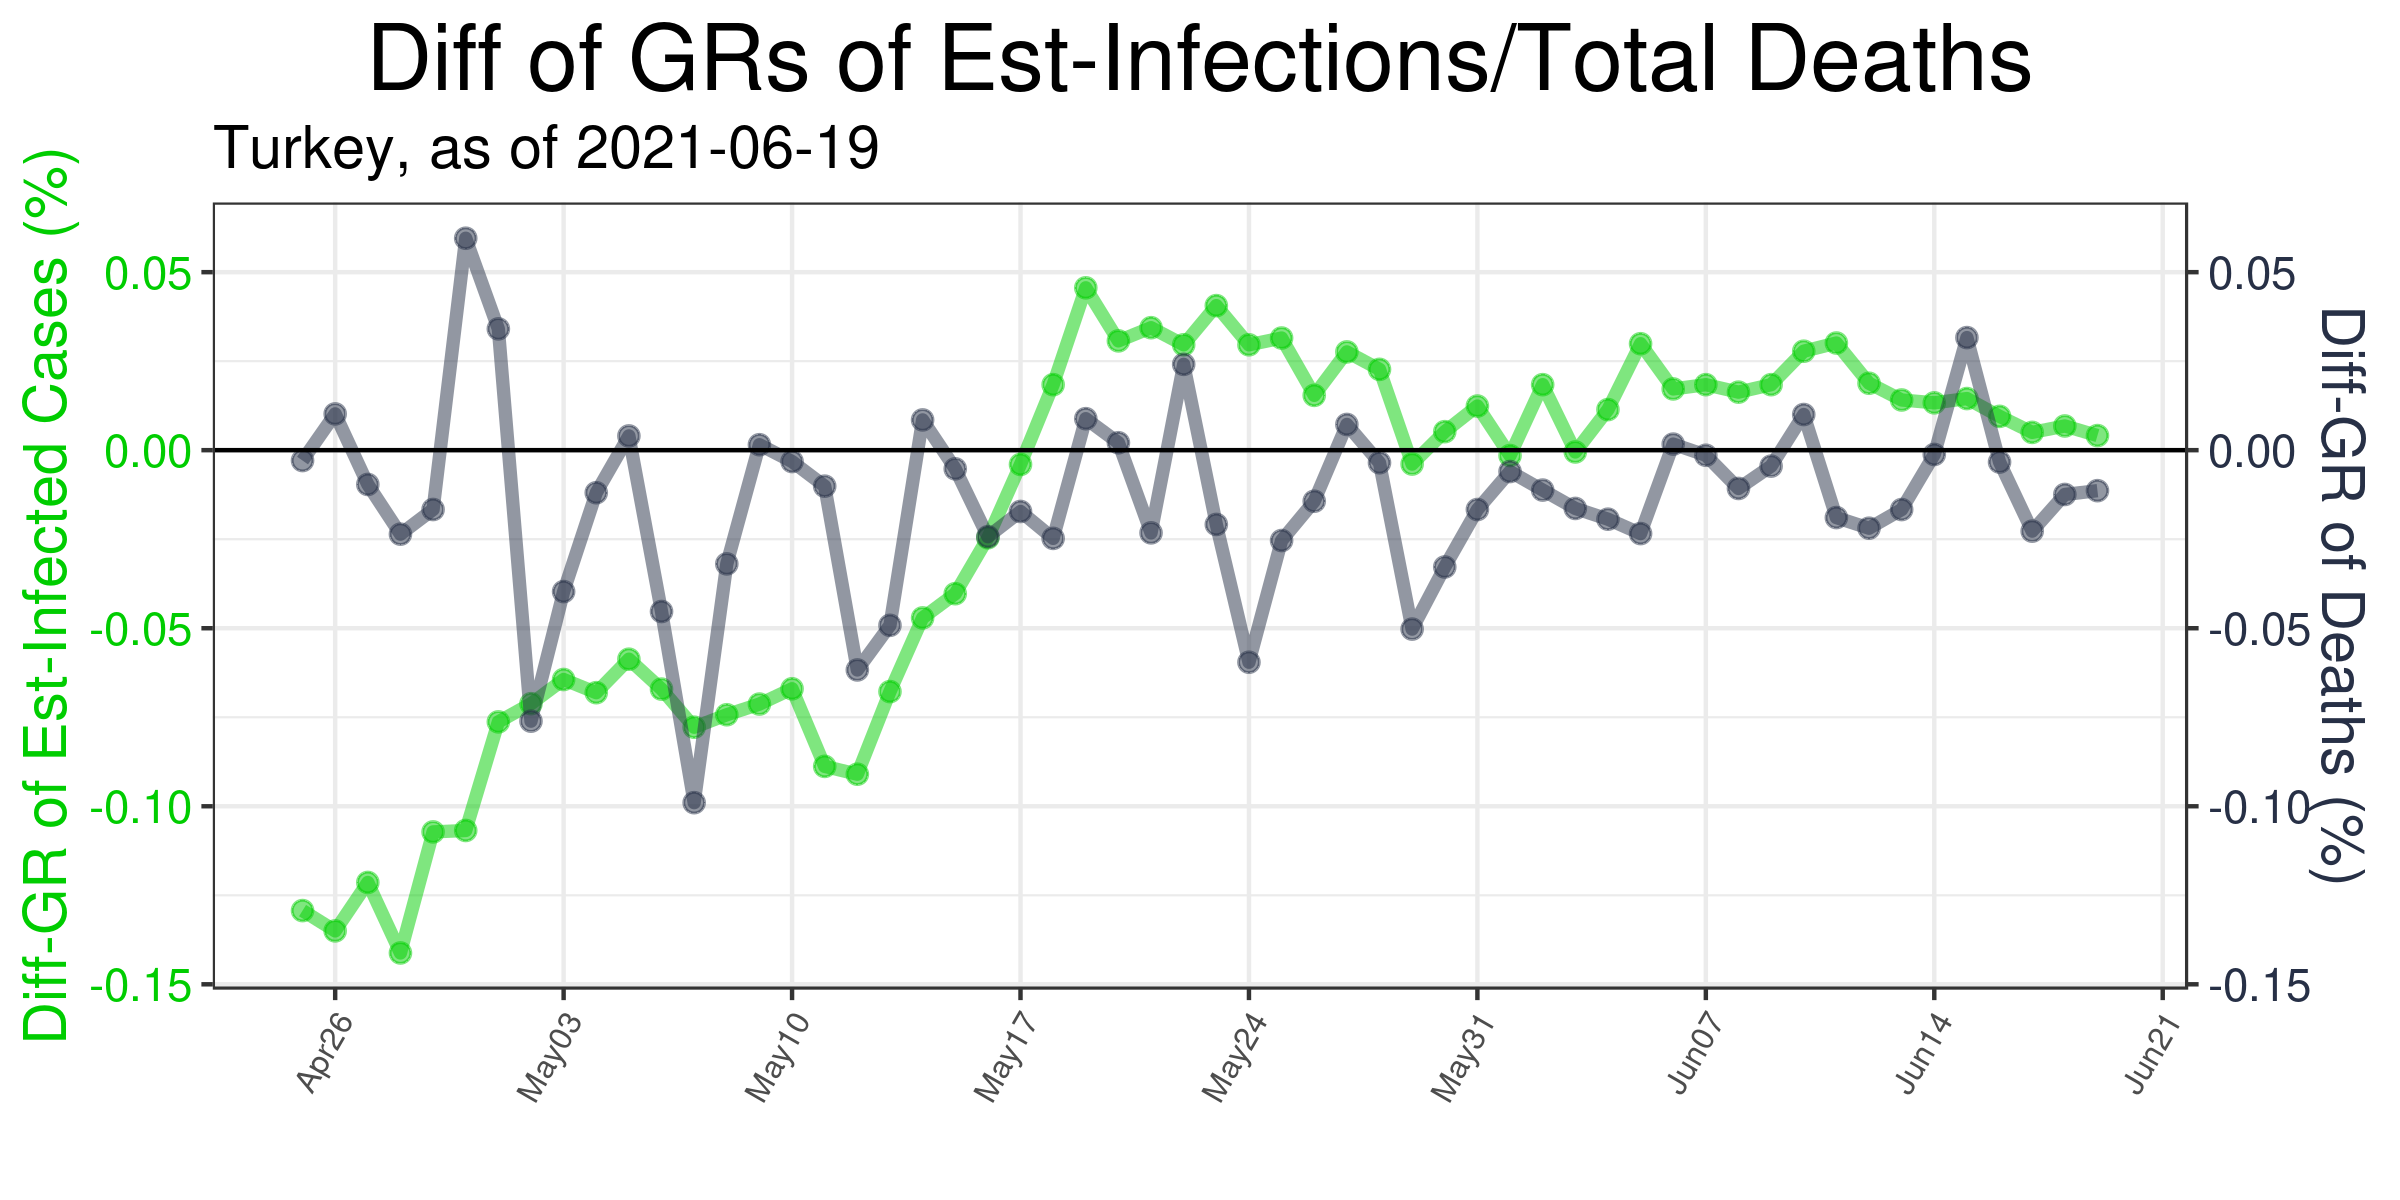 Diff of GRs of Est-Infections/Total Deaths
Turkey, as of 2021-06-19
Diff-GR of Est-Infected Cases (%)
0.05
0.00
-0.05
-0.10
-0.15
0.05
0.00
-0.05
-0.10
-0.15
Diff-GR of Deaths (%)
Apr26
May03
May10
May17
May24
May31
Jun07
Jun14
Jun21